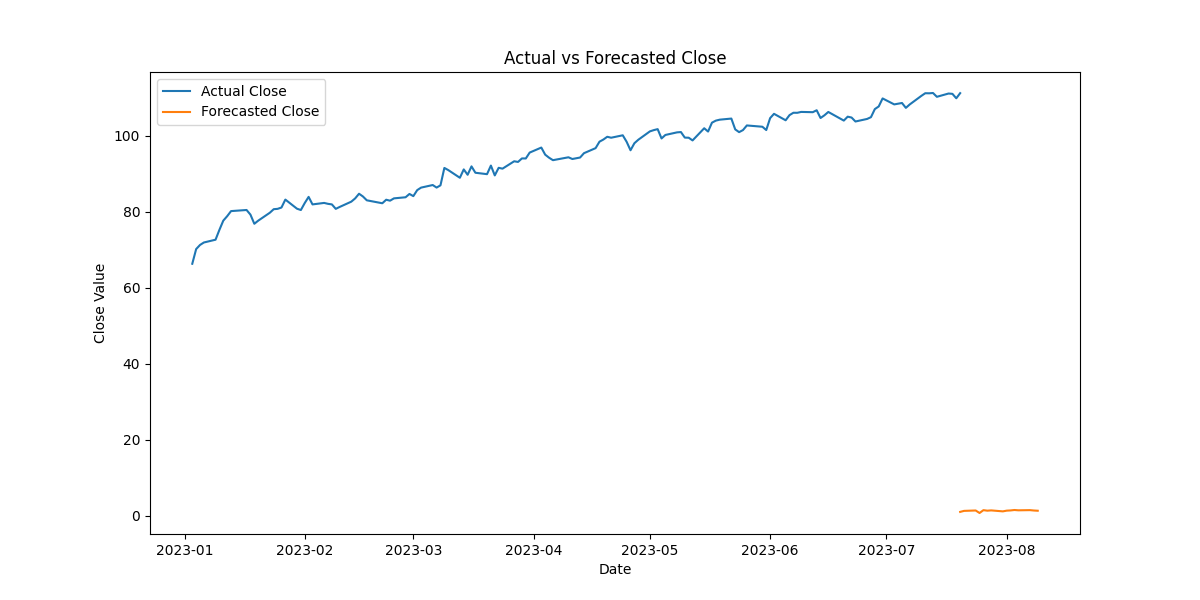 Actual vs Forecasted Close
Actual Close
Forecasted Close
Close Value
100
80
60
40
20
0
2023-01 2023-02 2023-03 2023-04 2023-05 2023-06 2023-07 2023-08
Date